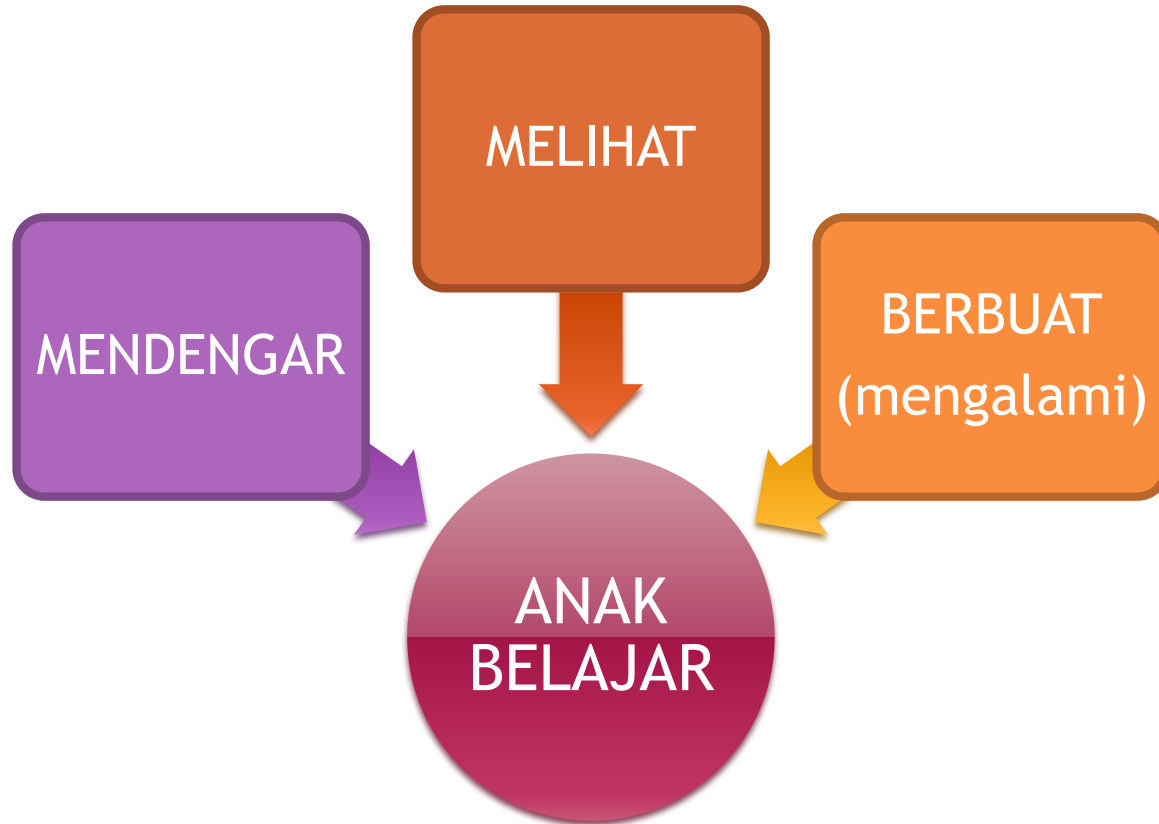 MELIHAT
MENDENGAR
BERBUAT
(mengalami)
ANAK
BELAJAR